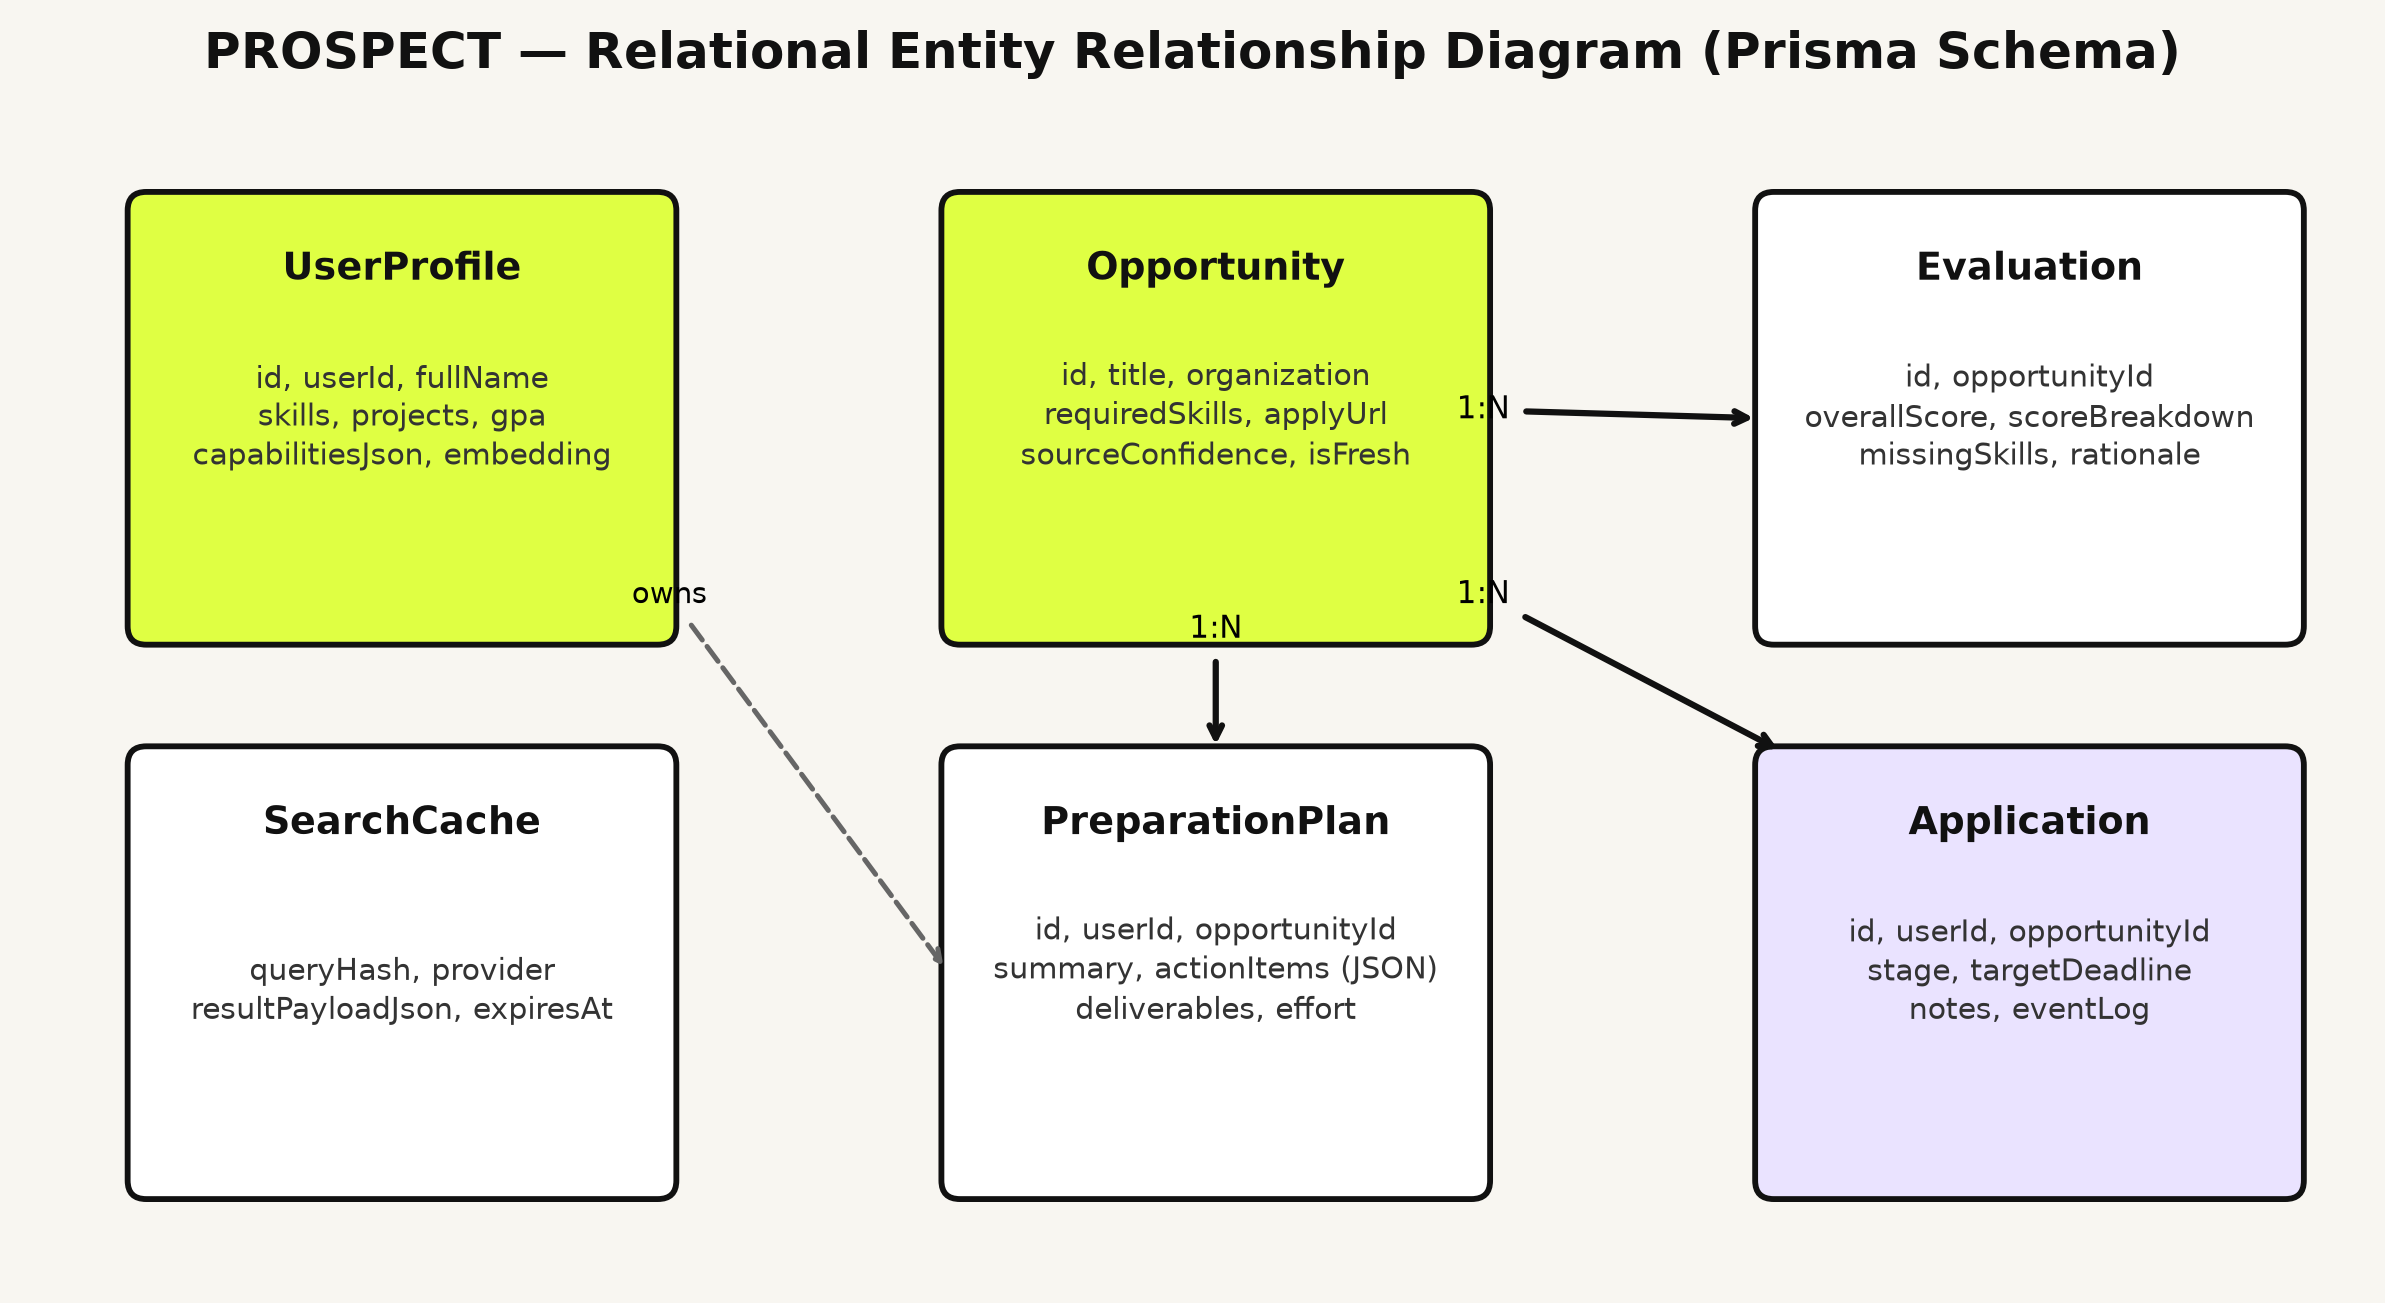 PROSPECT — Relational Entity Relationship Diagram (Prisma Schema)
UserProfile
id, userId, fullName
skills, projects, gpa
capabilitiesJson, embedding
owns
Opportunity
id, title, organization
requiredSkills, applyUrl
sourceConfidence, isFresh
1:N
1:N
1:N
Evaluation
id, opportunityId
overallScore, scoreBreakdown
missingSkills, rationale
SearchCache
queryHash, provider
resultPayloadJson, expiresAt
PreparationPlan
id, userId, opportunityId
summary, actionItems (JSON)
deliverables, effort
Application
id, userId, opportunityId
stage, targetDeadline
notes, eventLog